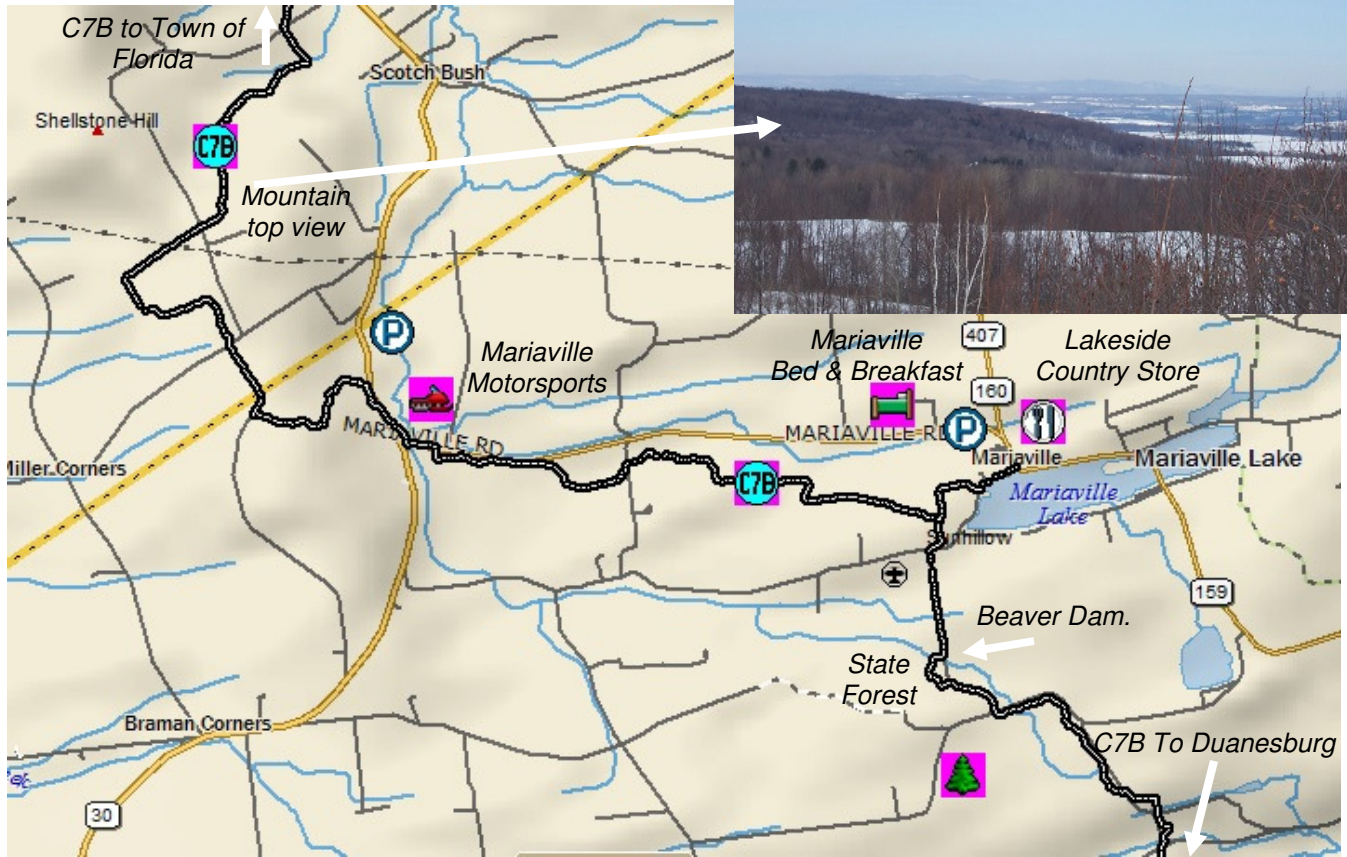 C7B to Town of
Florida
Scotch Bush
Shellstone Hill
C7B
Mountain
top view
P
Mariaville
Motorsports
Mariaville
Bed & Breakfast
407
Lakeside
Country Store
160
MARIAVILLE RD
MARIAVILLE RD
P
Mariaville
Mariaville Lake
Miller Corners
C7B
Mariaville
Lake
Sunhillow
159
Beaver Dam.
State
Forest
Braman Corners
C7B To Duanesburg
30